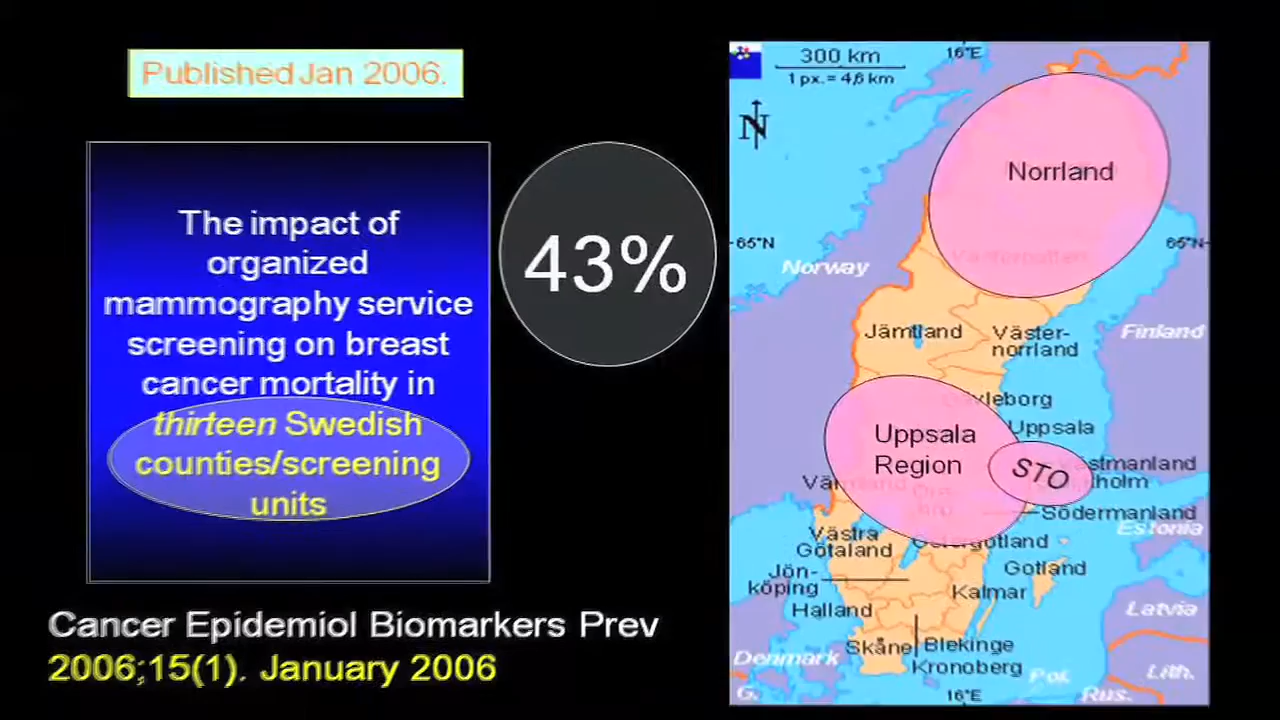 Published Jan 2006.
The impact of
organized
mammography service
screening on breast
cancer mortality in
thirteen Swedish
counties/screening
units
43%
Cancer Epidemiol Biomarkers Prev
2006;15(1). January 2006
300 km
1 px.= 4,6 km
16°E
N
Norrland
65°N
65°N
Norway
Jämtland
Väster-
norrland
Finland
Uppsala
Uppsala
Region
STO
Södermanland
Estonia
Västra
Götaland
Gotland
Jön-
köping
Kalmar
Halland
Latvia
Skåne
Blekinge
Kronoberg
Denmark
Pol.
Lith.
G.
16°E
Rus.